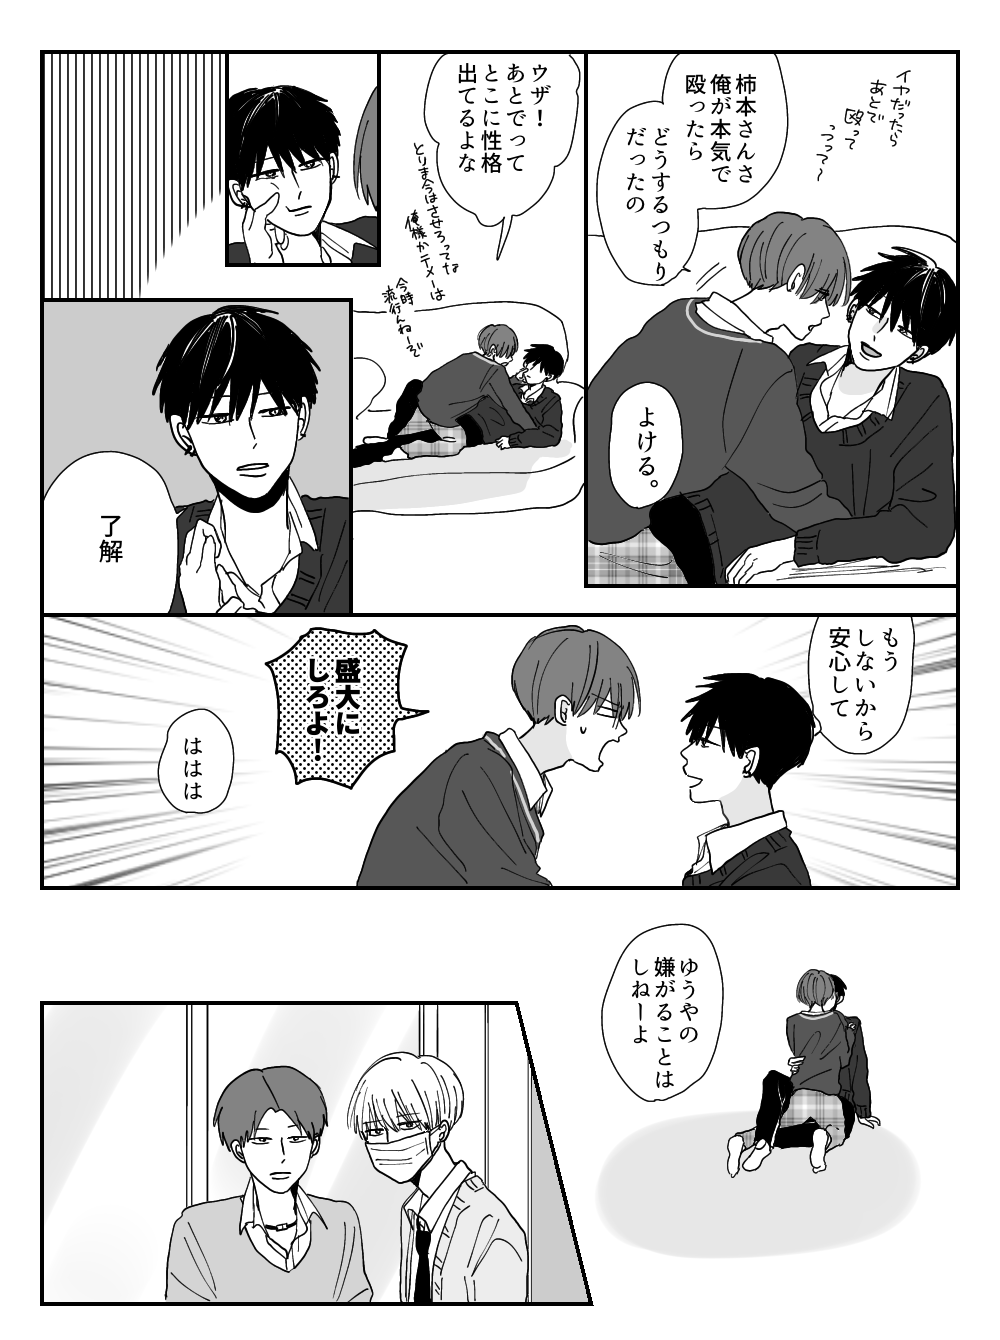 イヤだったら
あとで
殴って
つって〜
柿本さんさ
俺が本気で
殴ったら
どうするつもり
だったの
よける。
ウザ！
あとでって
とこに性格
出てるよな
とりま今はさせろってな
俺様かテメーは
今時
流行んねーぞ
了解
もう
しないから
安心して
盛大に
しろよ！
ははは
ゆうやの
嫌がることは
しねーよ